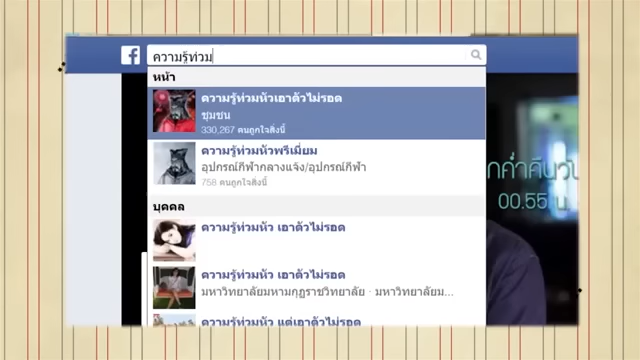 f
ความรู้ท่วม
หน้า
ความรู้ท่วมหัวเอาตัวไม่รอด
ชุมชน
330,267 คนถูกใจสิ่งนี้
ความรู้ท่วมหัวพรีเมี่ยม
อุปกรณ์กีฬากลางแจ้ง/อุปกรณ์กีฬา
758 คนถูกใจสิ่งนี้
บุคคล
ความรู้ท่วมหัว เอาตัวไม่รอด
ความรู้ท่วมหัว เอาตัวไม่รอด
มหาวิทยาลัยมหามกุฏราชวิทยาลัย · มหาวิทยาลัยม...
ความรู้ท่วมหัว แต่เอาตัวไม่รอด
00.55 น.